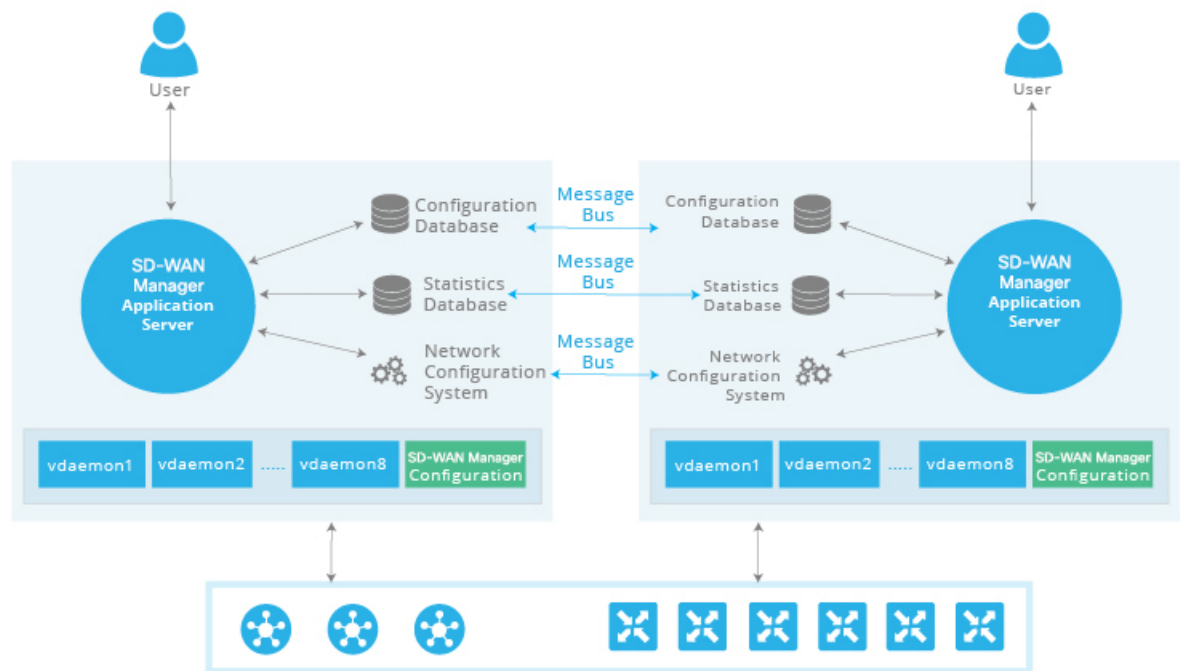 User
User
SD-WAN
Manager
Application
Server
Configuration
Database
Statistics
Database
Network
Configuration
System
Message
Bus
Message
Bus
Message
Bus
Configuration
Database
Statistics
Database
Network
Configuration
System
SD-WAN
Manager
Application
Server
vdaemon1
vdaemon2
.....
vdaemon8
SD-WAN Manager
Configuration
vdaemon1
vdaemon2
.....
vdaemon8
SD-WAN Manager
Configuration